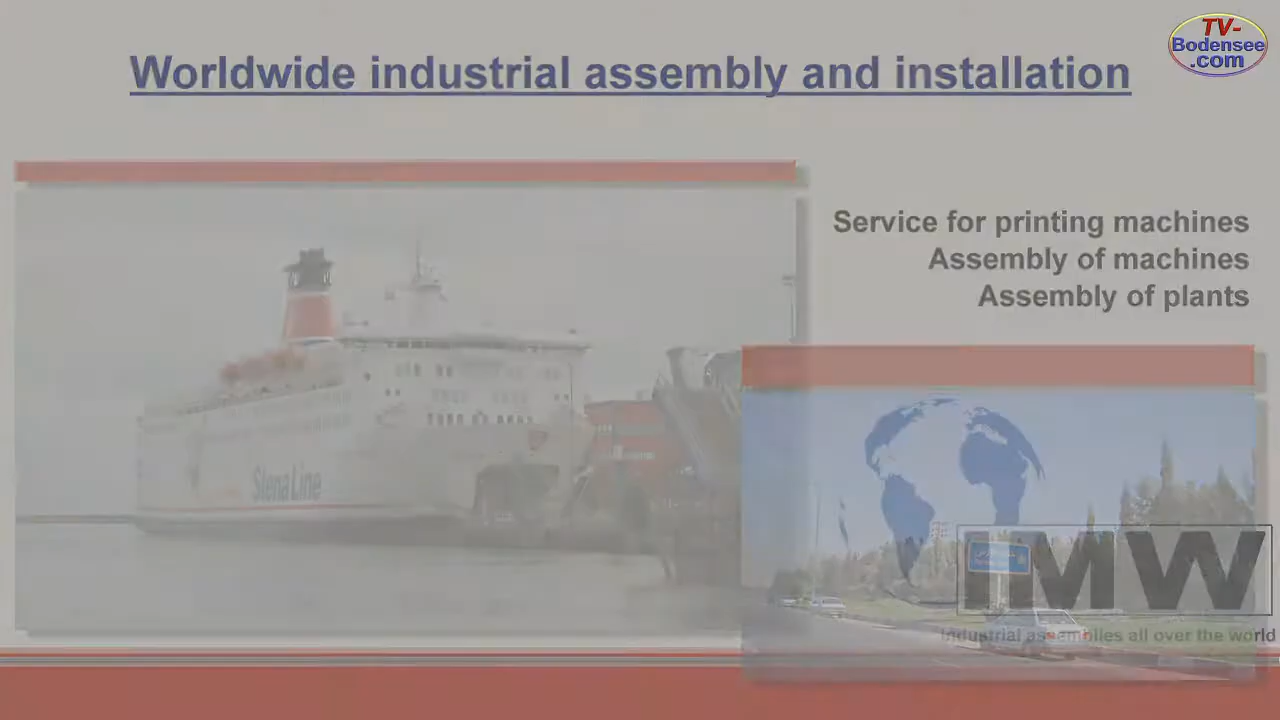 TV-
Bodensee
.com
Worldwide industrial assembly and installation
Service for printing machines
Assembly of machines
Assembly of plants
Stena Line
IMW
Industrial assemblies all over the world